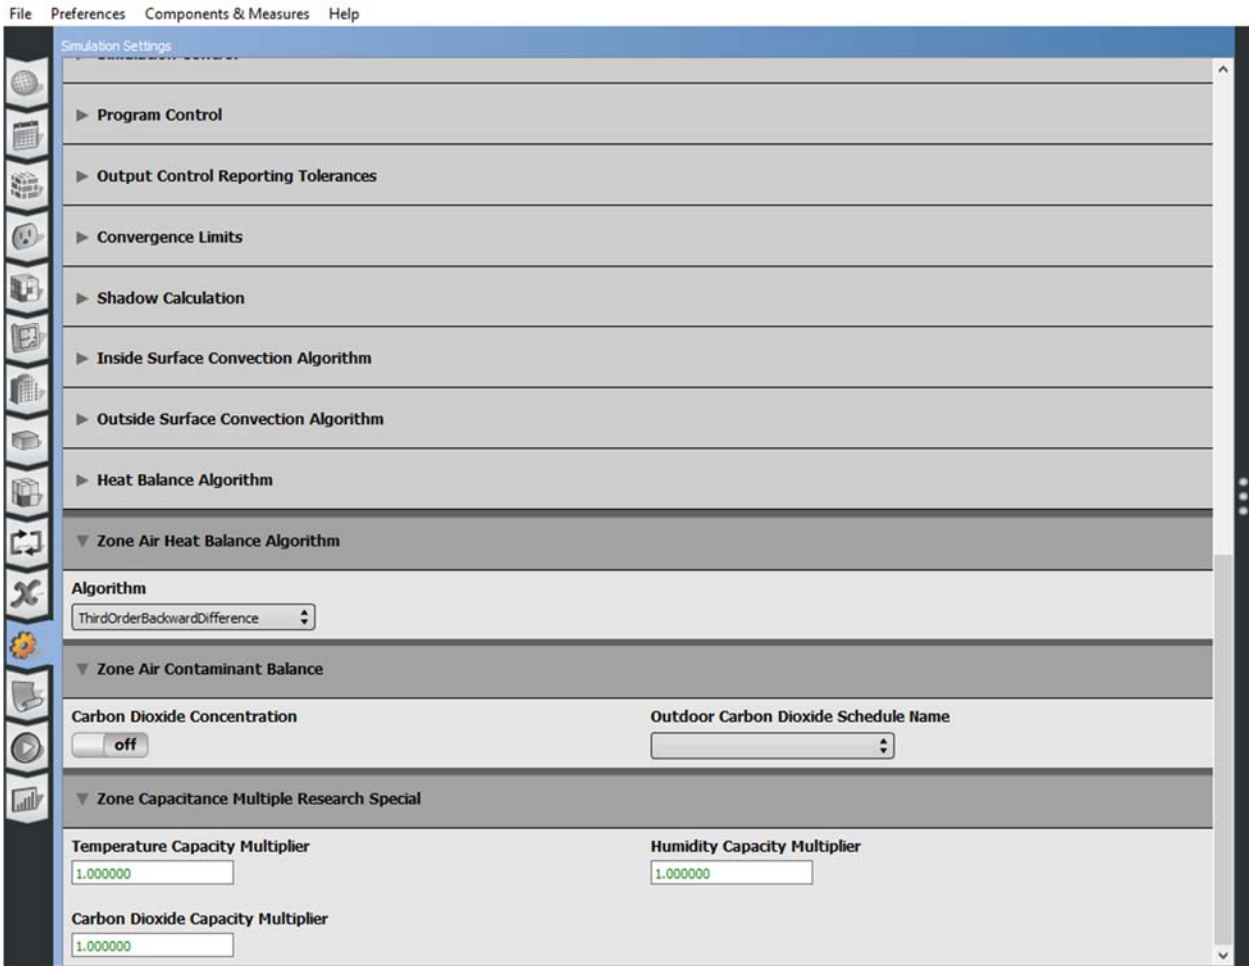 File Preferences Components & Measures Help
Simulation Settings
Program Control
Output Control Reporting Tolerances
Convergence Limits
Shadow Calculation
Inside Surface Convection Algorithm
Outside Surface Convection Algorithm
Heat Balance Algorithm
Zone Air Heat Balance Algorithm
Algorithm
ThirdOrderBackwardDifference
Zone Air Contaminant Balance
Carbon Dioxide Concentration Outdoor Carbon Dioxide Schedule Name
off
Zone Capacitance Multiple Research Special
Temperature Capacity Multiplier Humidity Capacity Multiplier
1.000000 1.000000
Carbon Dioxide Capacity Multiplier
1.000000